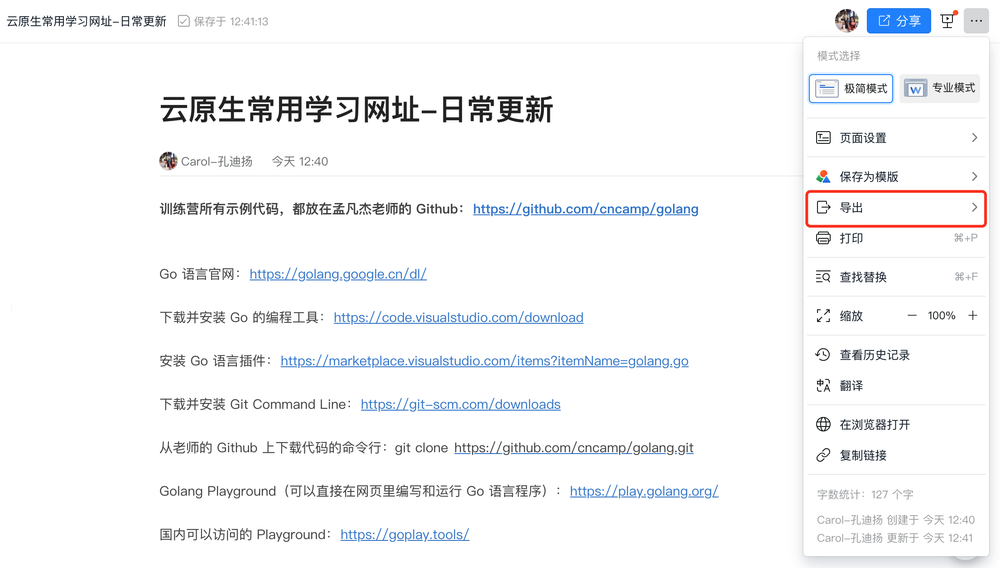 云原生常用学习网址-日常更新 保存于 12:41:13
分享
云原生常用学习网址-日常更新
Carol-孔迪扬 今天 12:40
训练营所有示例代码，都放在孟凡杰老师的 Github： https://github.com/cncamp/golang
Go 语言官网： https://golang.google.cn/dl/
下载并安装 Go 的编程工具： https://code.visualstudio.com/download
安装 Go 语言插件： https://marketplace.visualstudio.com/items?itemName=golang.go
下载并安装 Git Command Line： https://git-scm.com/downloads
从老师的 Github 上下载代码的命令行：git clone https://github.com/cncamp/golang.git
Golang Playground（可以直接在网页里编写和运行 Go 语言程序）： https://play.golang.org/
国内可以访问的 Playground： https://goplay.tools/
模式选择
极简模式 W 专业模式
页面设置
保存为模版
导出
打印 ⌘+P
查找替换 ⌘+F
缩放 — 100% +
查看历史记录
翻译
在浏览器打开
复制链接
字数统计：127 个字
Carol-孔迪扬 创建于 今天 12:40
Carol-孔迪扬 更新于 今天 12:41